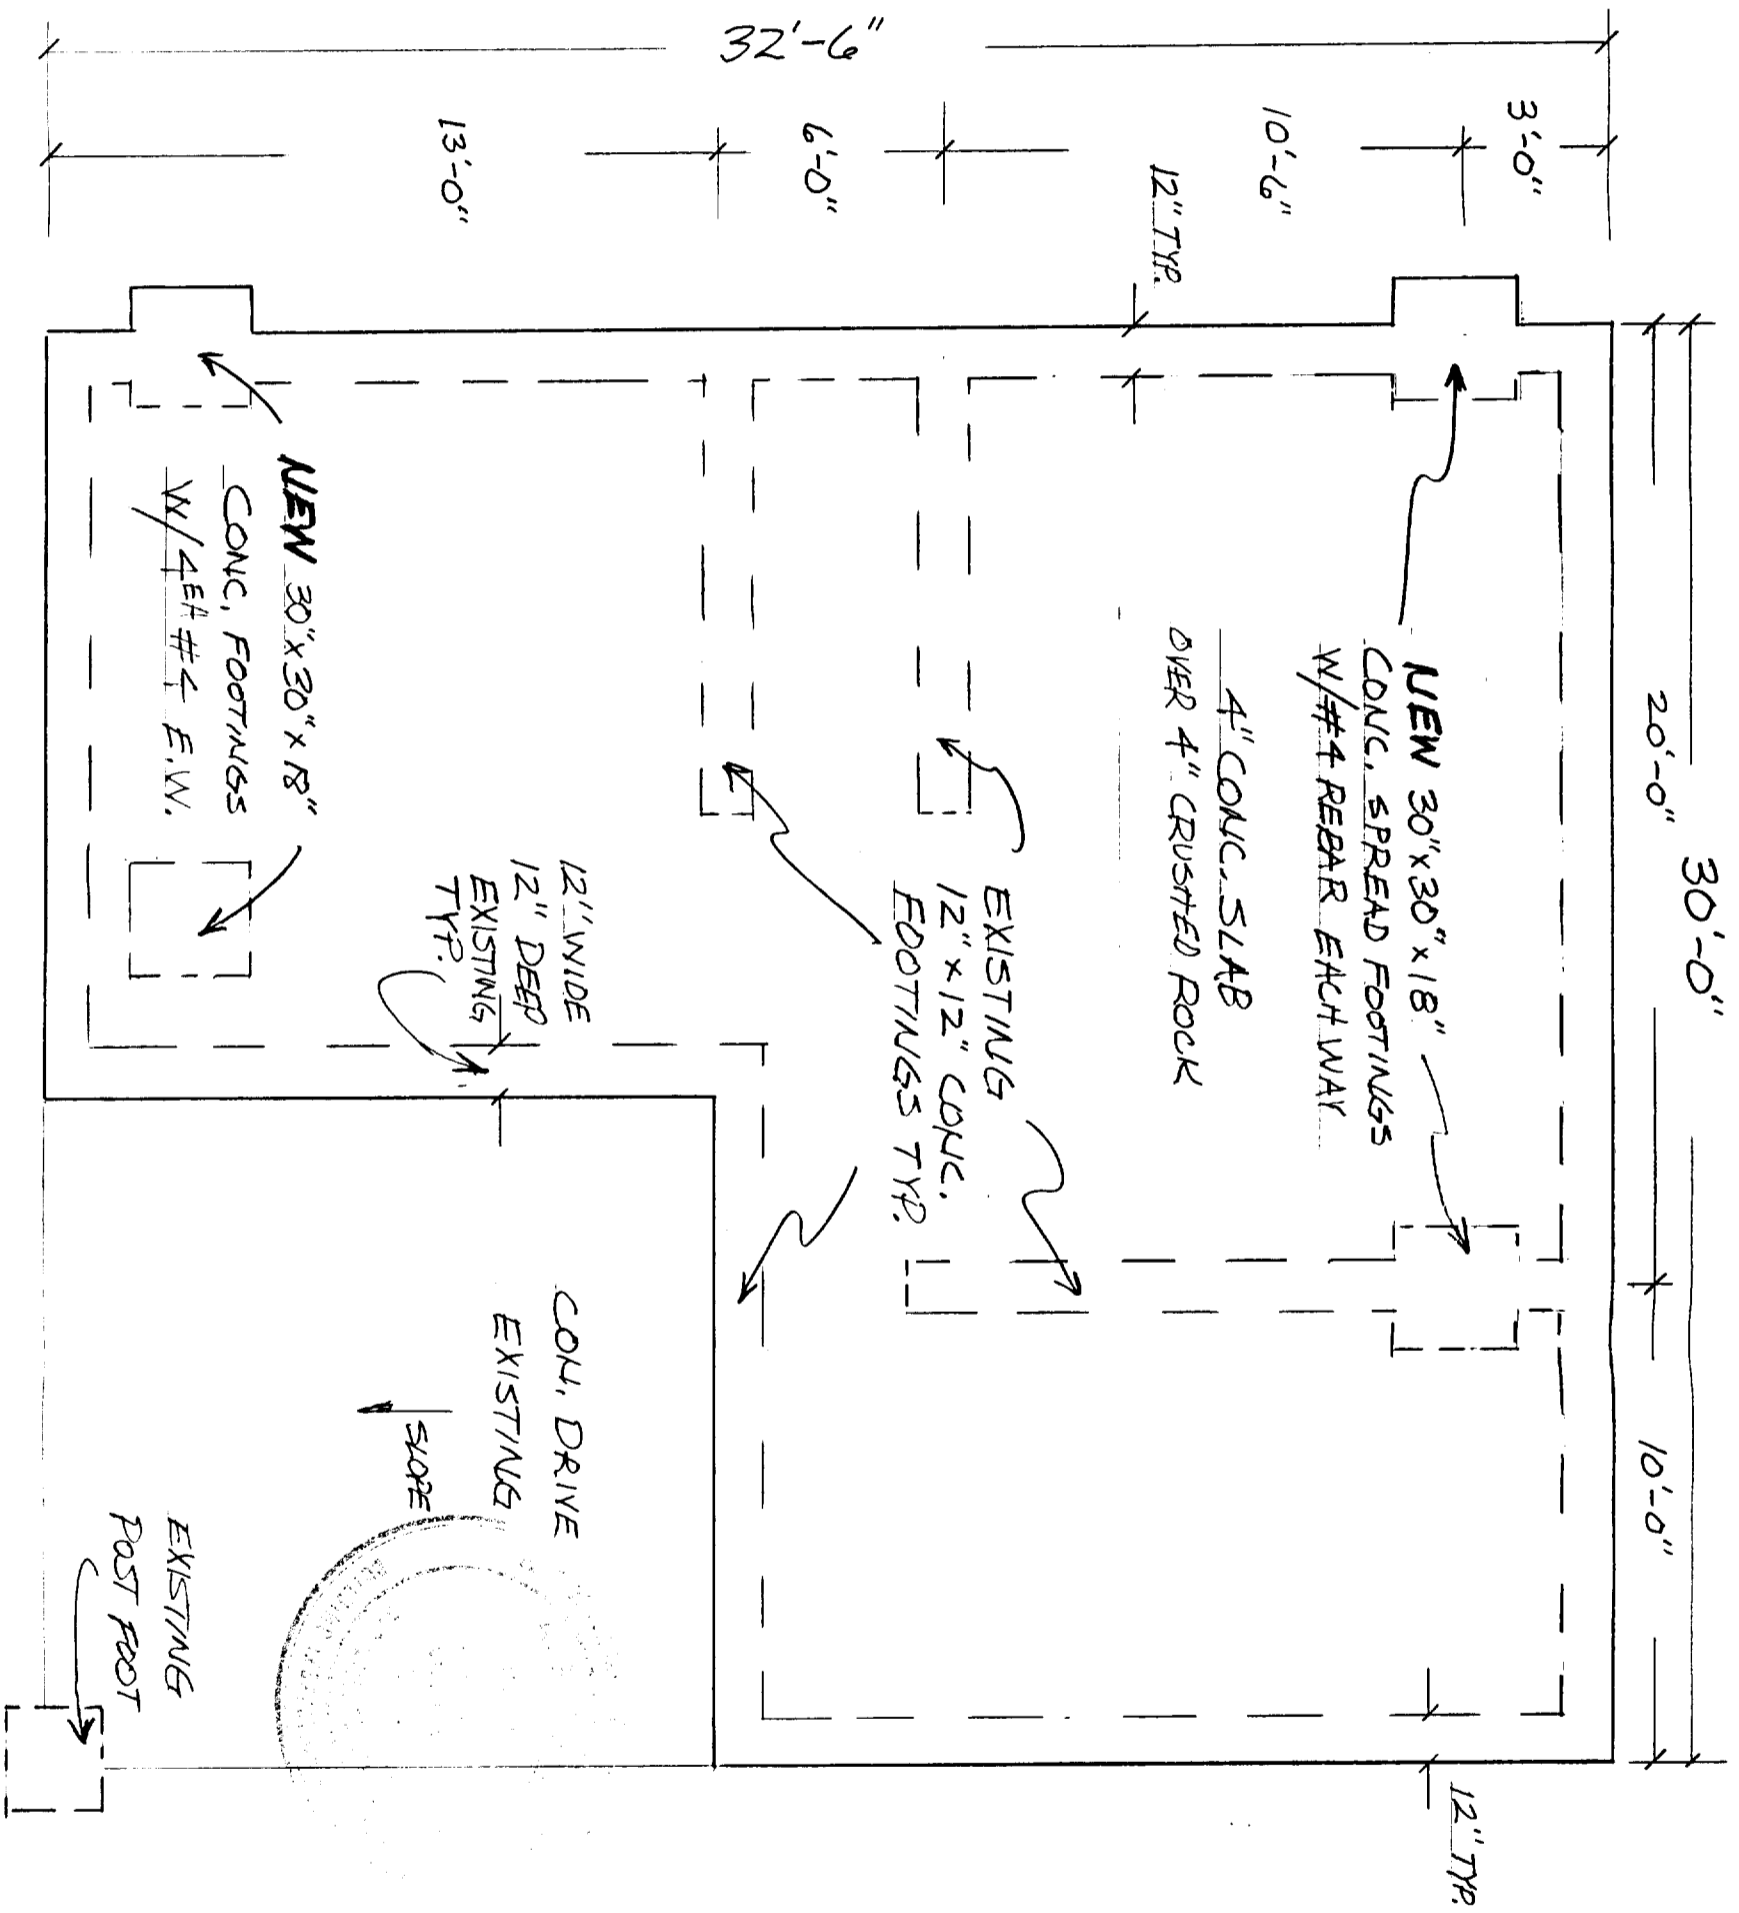 32'-6"
3'-0"
10'-6"
6'-0"
13'-0"
30'-0"
20'-0"
10'-0"
12" TYP.
NEW 30"x30"x18"
CONC. SPREAD FOOTINGS
W/#4 REBAR EACH WAY
4" CONC. SLAB
OVER 4" CRUSHED ROCK
EXISTING
12"x12" CONC.
FOOTINGS TYP.
12" WIDE
12" DEEP
EXISTING
TYP.
NEW 30"x30"x18"
CONC. FOOTINGS
W/4EA #4 E.W.
CON. DRIVE
EXISTING
SLOPE
EXISTING
POST FOOT
12" TYP.